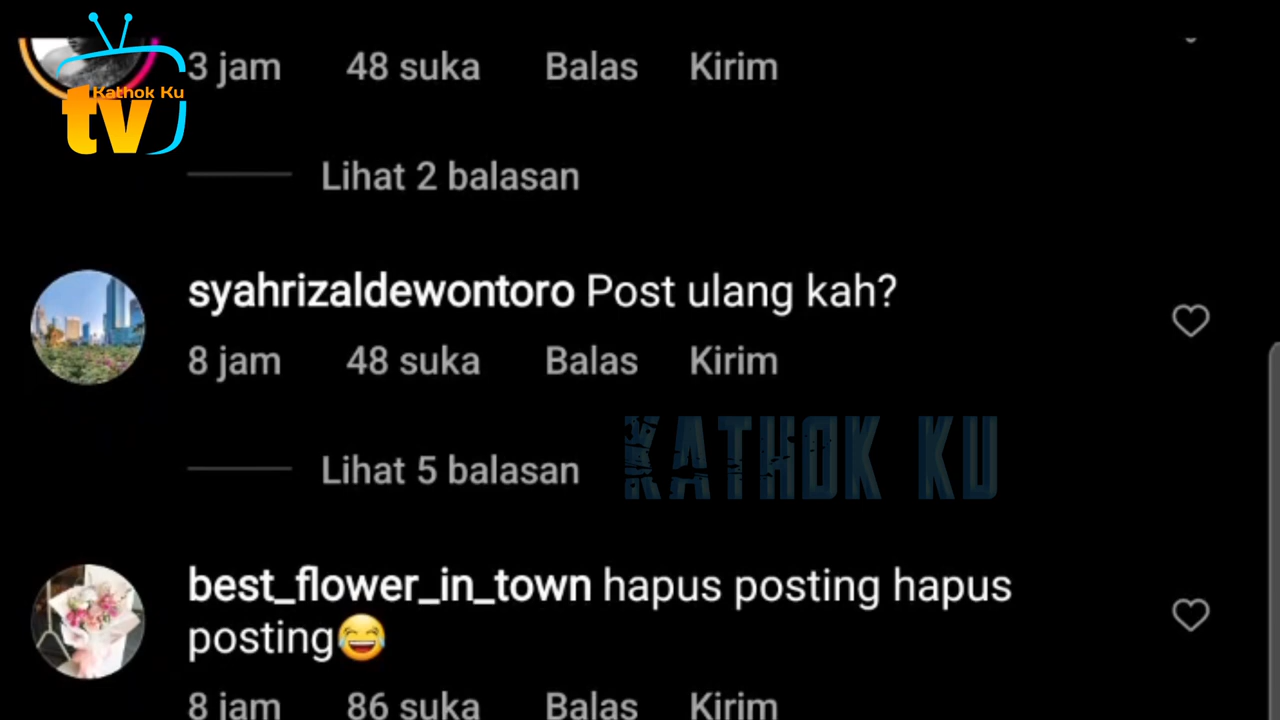 3 jam 48 suka Balas Kirim
Kathok Ku
tv
Lihat 2 balasan
syahrizaldewontoro Post ulang kah?
8 jam 48 suka Balas Kirim
Lihat 5 balasan
KATHOK KU
best_flower_in_town hapus posting hapus
posting😂
8 jam 86 suka Balas Kirim